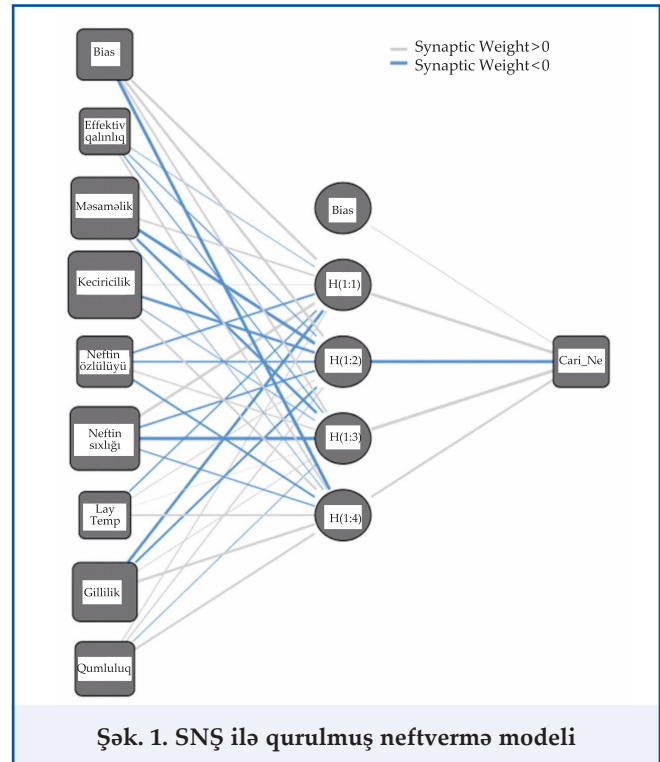 Bias
Synaptic Weight>0
Synaptic Weight<0
Effektiv
qalınlıq
Məsaməlik
Keciricilik
Neftin
özlülüyü
Neftin
sıxlığı
Lay
Temp
Gillilik
Qumluluq
Bias
H(1:1)
H(1:2)
H(1:3)
H(1:4)
Cari_Ne
Şək. 1. SNŞ ilə qurulmuş neftvermə modeli